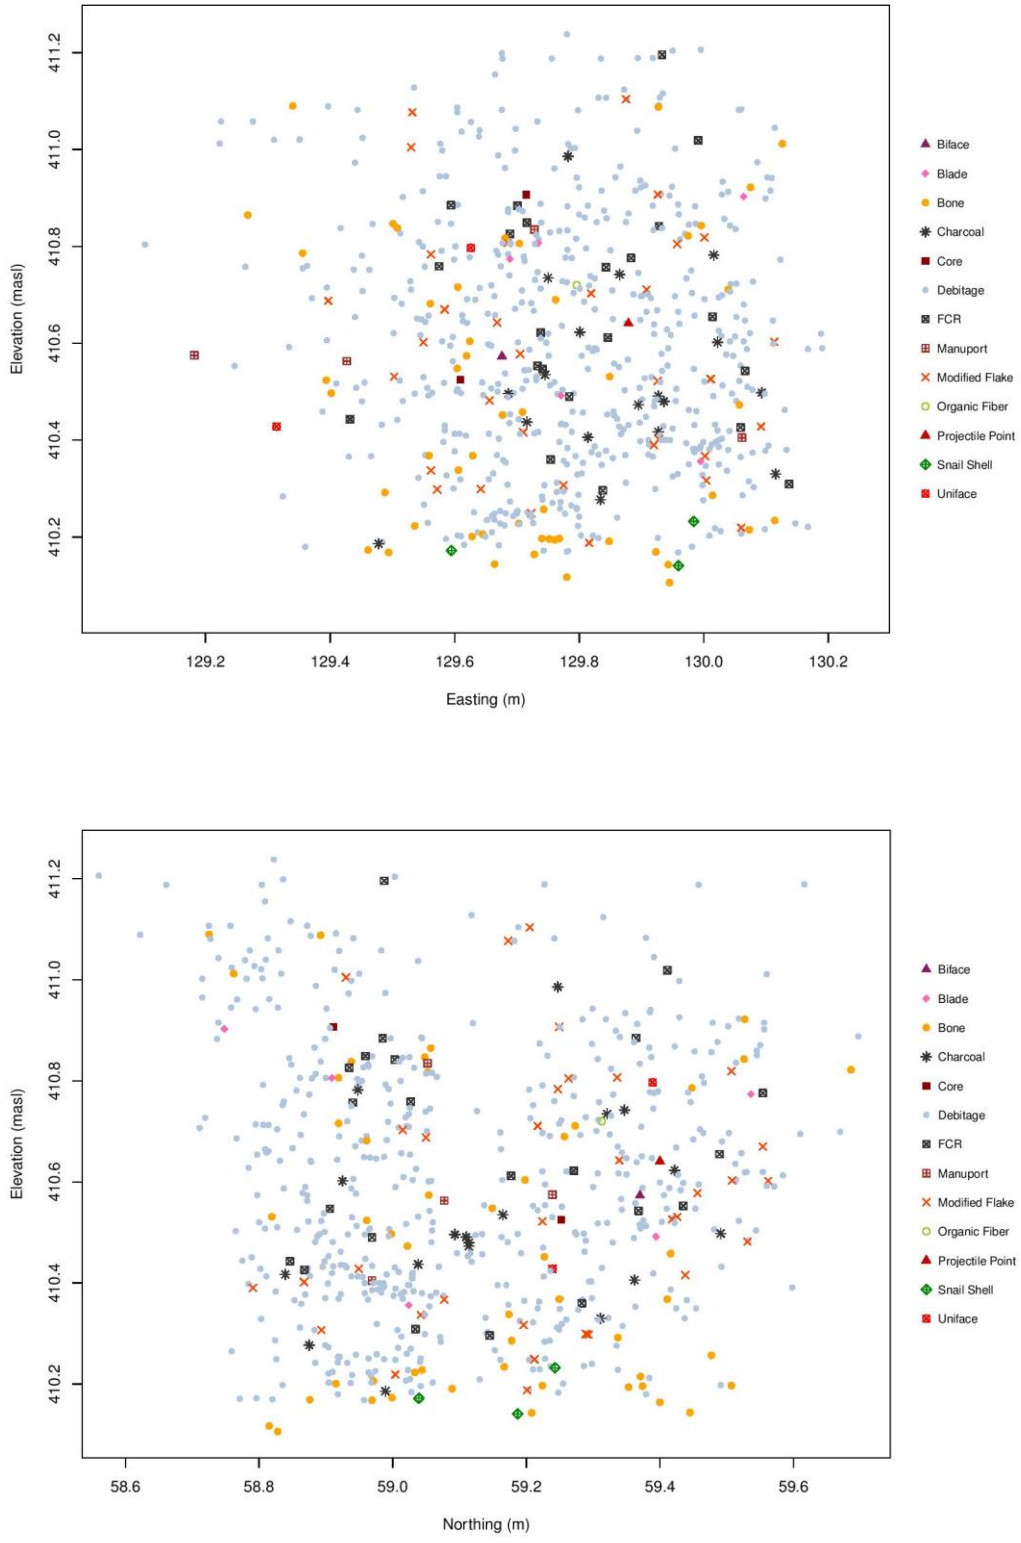 411.2
411.0
410.8
410.6
410.4
410.2
Elevation (masl)
129.2 129.4 129.6 129.8 130.0 130.2
Easting (m)
Biface
Blade
Bone
Charcoal
Core
Debitage
FCR
Manuport
Modified Flake
Organic Fiber
Projectile Point
Snail Shell
Uniface
411.2
411.0
410.8
410.6
410.4
410.2
Elevation (masl)
58.6 58.8 59.0 59.2 59.4 59.6
Northing (m)
Biface
Blade
Bone
Charcoal
Core
Debitage
FCR
Manuport
Modified Flake
Organic Fiber
Projectile Point
Snail Shell
Uniface